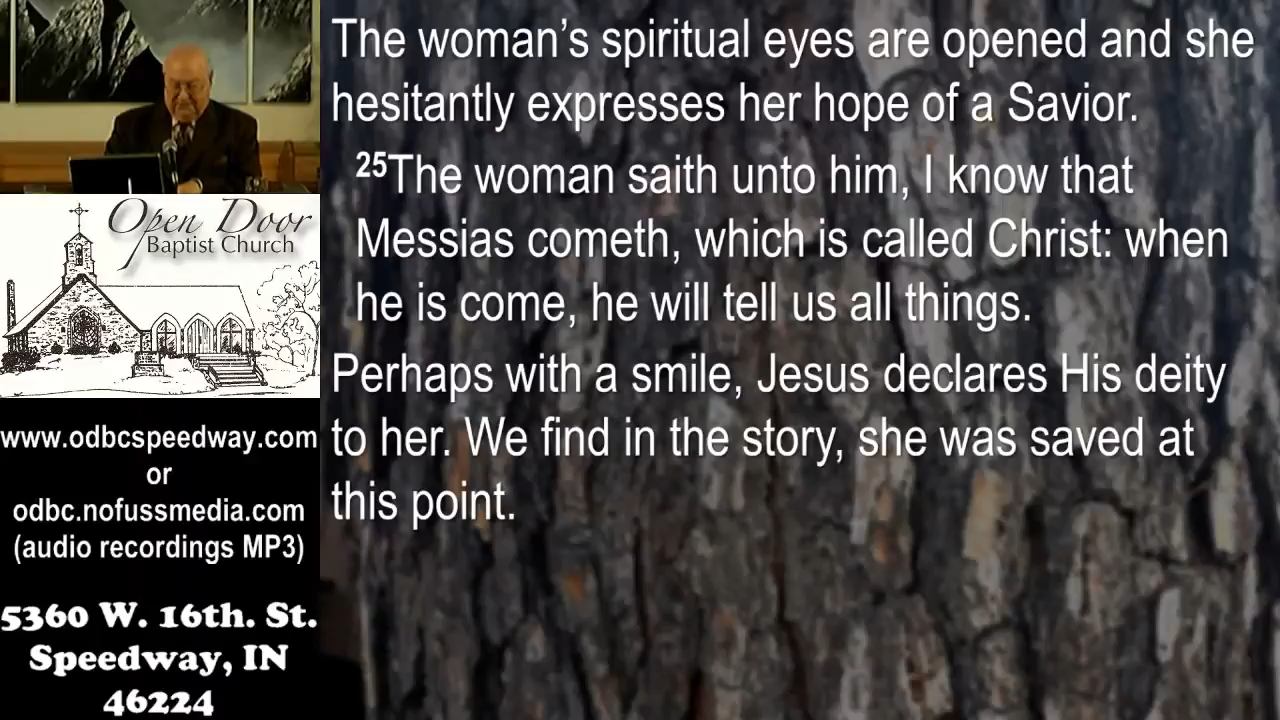 Open Door
Baptist Church
www.odbcspeedway.com
or
odbc.nofussmedia.com
(audio recordings MP3)
5360 W. 16th. St.
Speedway, IN
46224
The woman’s spiritual eyes are opened and she
hesitantly expresses her hope of a Savior.
25The woman saith unto him, I know that
Messias cometh, which is called Christ: when
he is come, he will tell us all things.
Perhaps with a smile, Jesus declares His deity
to her. We find in the story, she was saved at
this point.